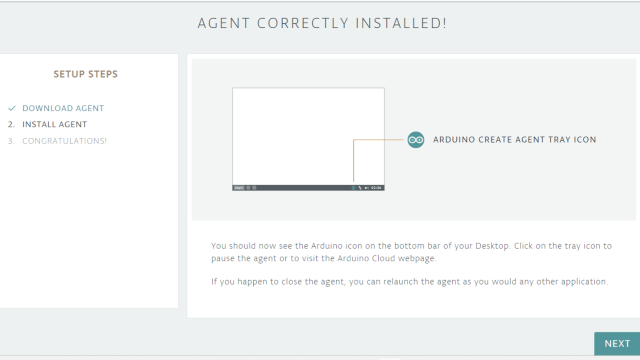 AGENT CORRECTLY INSTALLED!
SETUP STEPS
DOWNLOAD AGENT
2. INSTALL AGENT
3. CONGRATULATIONS!
ARDUINO CREATE AGENT TRAY ICON
You should now see the Arduino icon on the bottom bar of your Desktop. Click on the tray icon to
pause the agent or to visit the Arduino Cloud webpage.
If you happen to close the agent, you can relaunch the agent as you would any other application.
NEXT